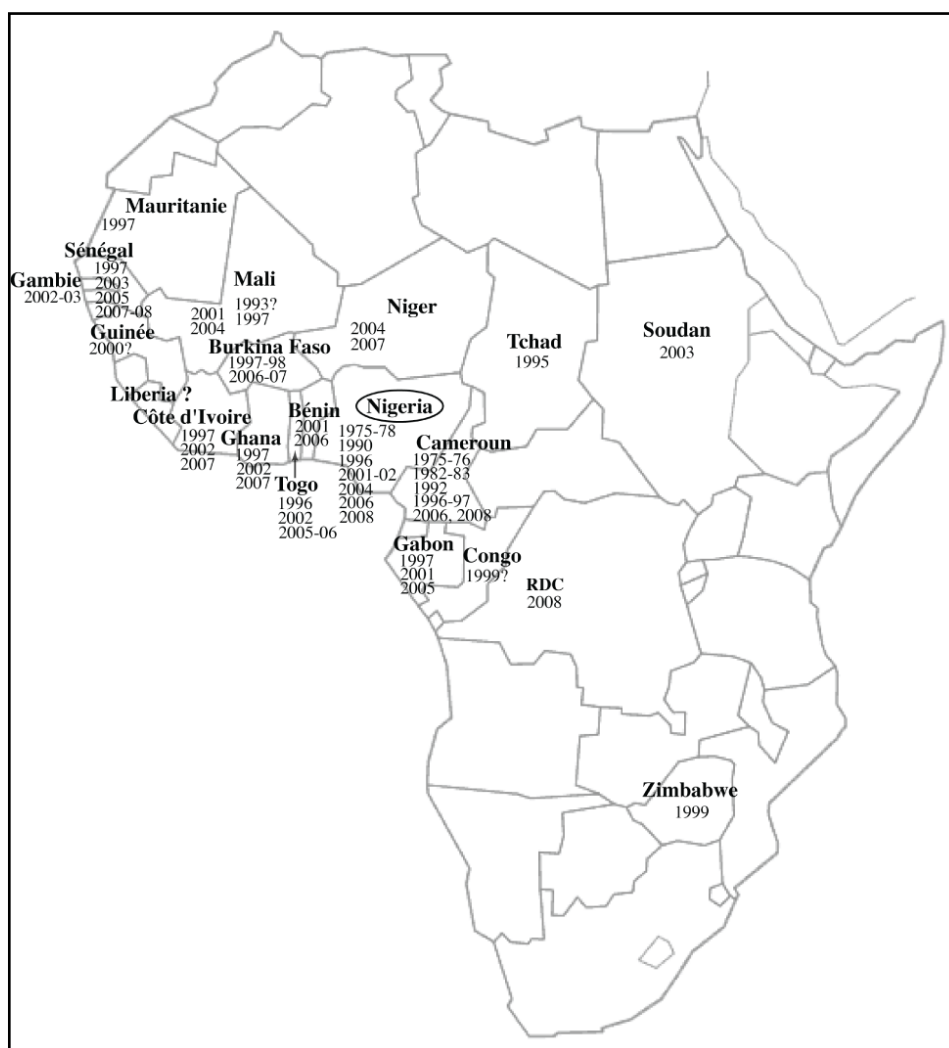 Mauritanie
1997
Sénégal
1997
2003
2005
2007-08
Gambie
2002-03
Mali
1993?
1997
2001
2004
Niger
2004
2007
Tchad
1995
Soudan
2003
Guinée
2000?
Burkina Faso
1997-98
2006-07
Liberia ?
Côte d'Ivoire
1997
2002
2007
Ghana
1997
2002
2007
Bénin
2001
2006
Togo
1996
2002
2005-06
Nigeria
1975-78
1990
1996
2001-02
2004
2006
2008
Cameroun
1975-76
1982-83
1992
1996-97
2006, 2008
Gabon
1997
2001
2005
Congo
1999?
RDC
2008
Zimbabwe
1999